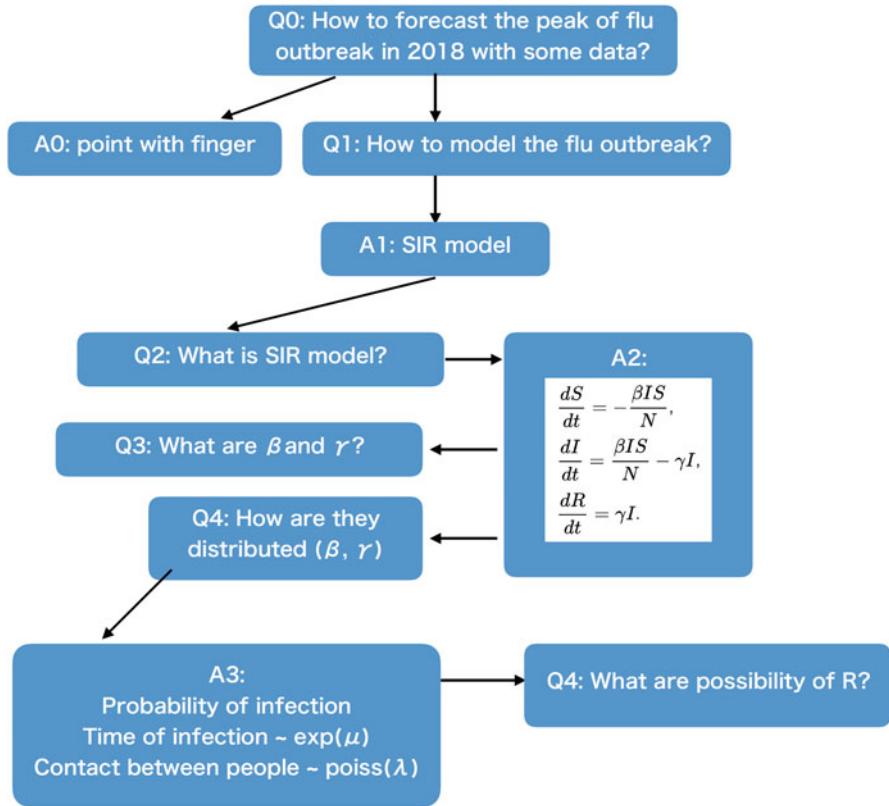 Q0: How to forecast the peak of flu
outbreak in 2018 with some data?
A0: point with finger
Q1: How to model the flu outbreak?
A1: SIR model
Q2: What is SIR model?
A2:
dS/dt = -βIS/N,
dI/dt = βIS/N - γI,
dR/dt = γI.
Q3: What are β and γ?
Q4: How are they
distributed (β, γ)
A3:
Probability of infection
Time of infection ~ exp(μ)
Contact between people ~ poiss(λ)
Q4: What are possibility of R?